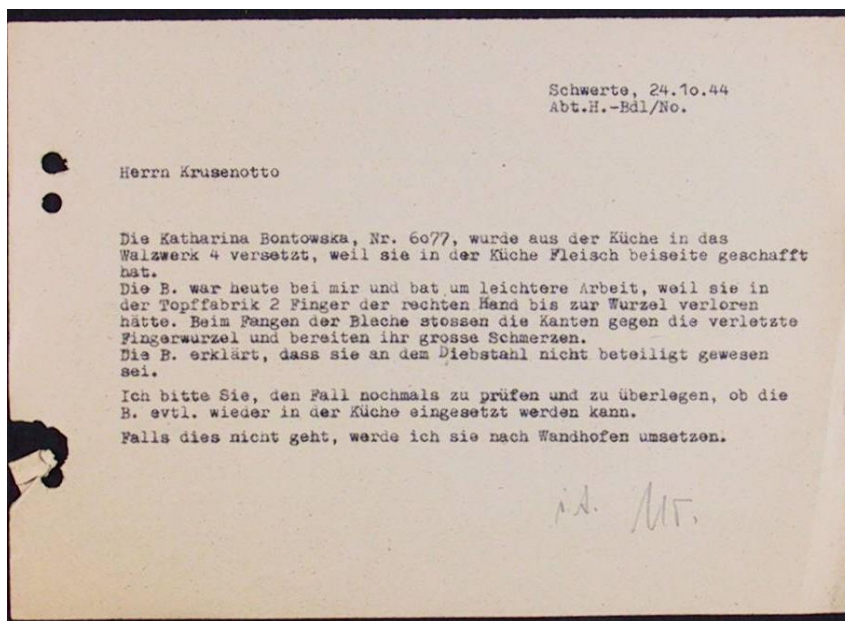 Schwerte, 24.1o.44
Abt.H.-Bdl/No.
Herrn Krusenotto
Die Katharina Bontowska, Nr. 6o77, wurde aus der Küche in das
Walzwerk 4 versetzt, weil sie in der Küche Fleisch beiseite geschafft
hat.
Die B. war heute bei mir und bat um leichtere Arbeit, weil sie in
der Topffabrik 2 Finger der rechten Hand bis zur Wurzel verloren
hätte. Beim Fangen der Bleche stossen die Kanten gegen die verletzte
Fingerwurzel und bereiten ihr grosse Schmerzen.
Die B. erklärt, dass sie an dem Diebstahl nicht beteiligt gewesen
sei.
Ich bitte Sie, den Fall nochmals zu prüfen und zu überlegen, ob die
B. evtl. wieder in der Küche eingesetzt werden kann.
Falls dies nicht geht, werde ich sie nach Wandhofen umsetzen.
i.A.